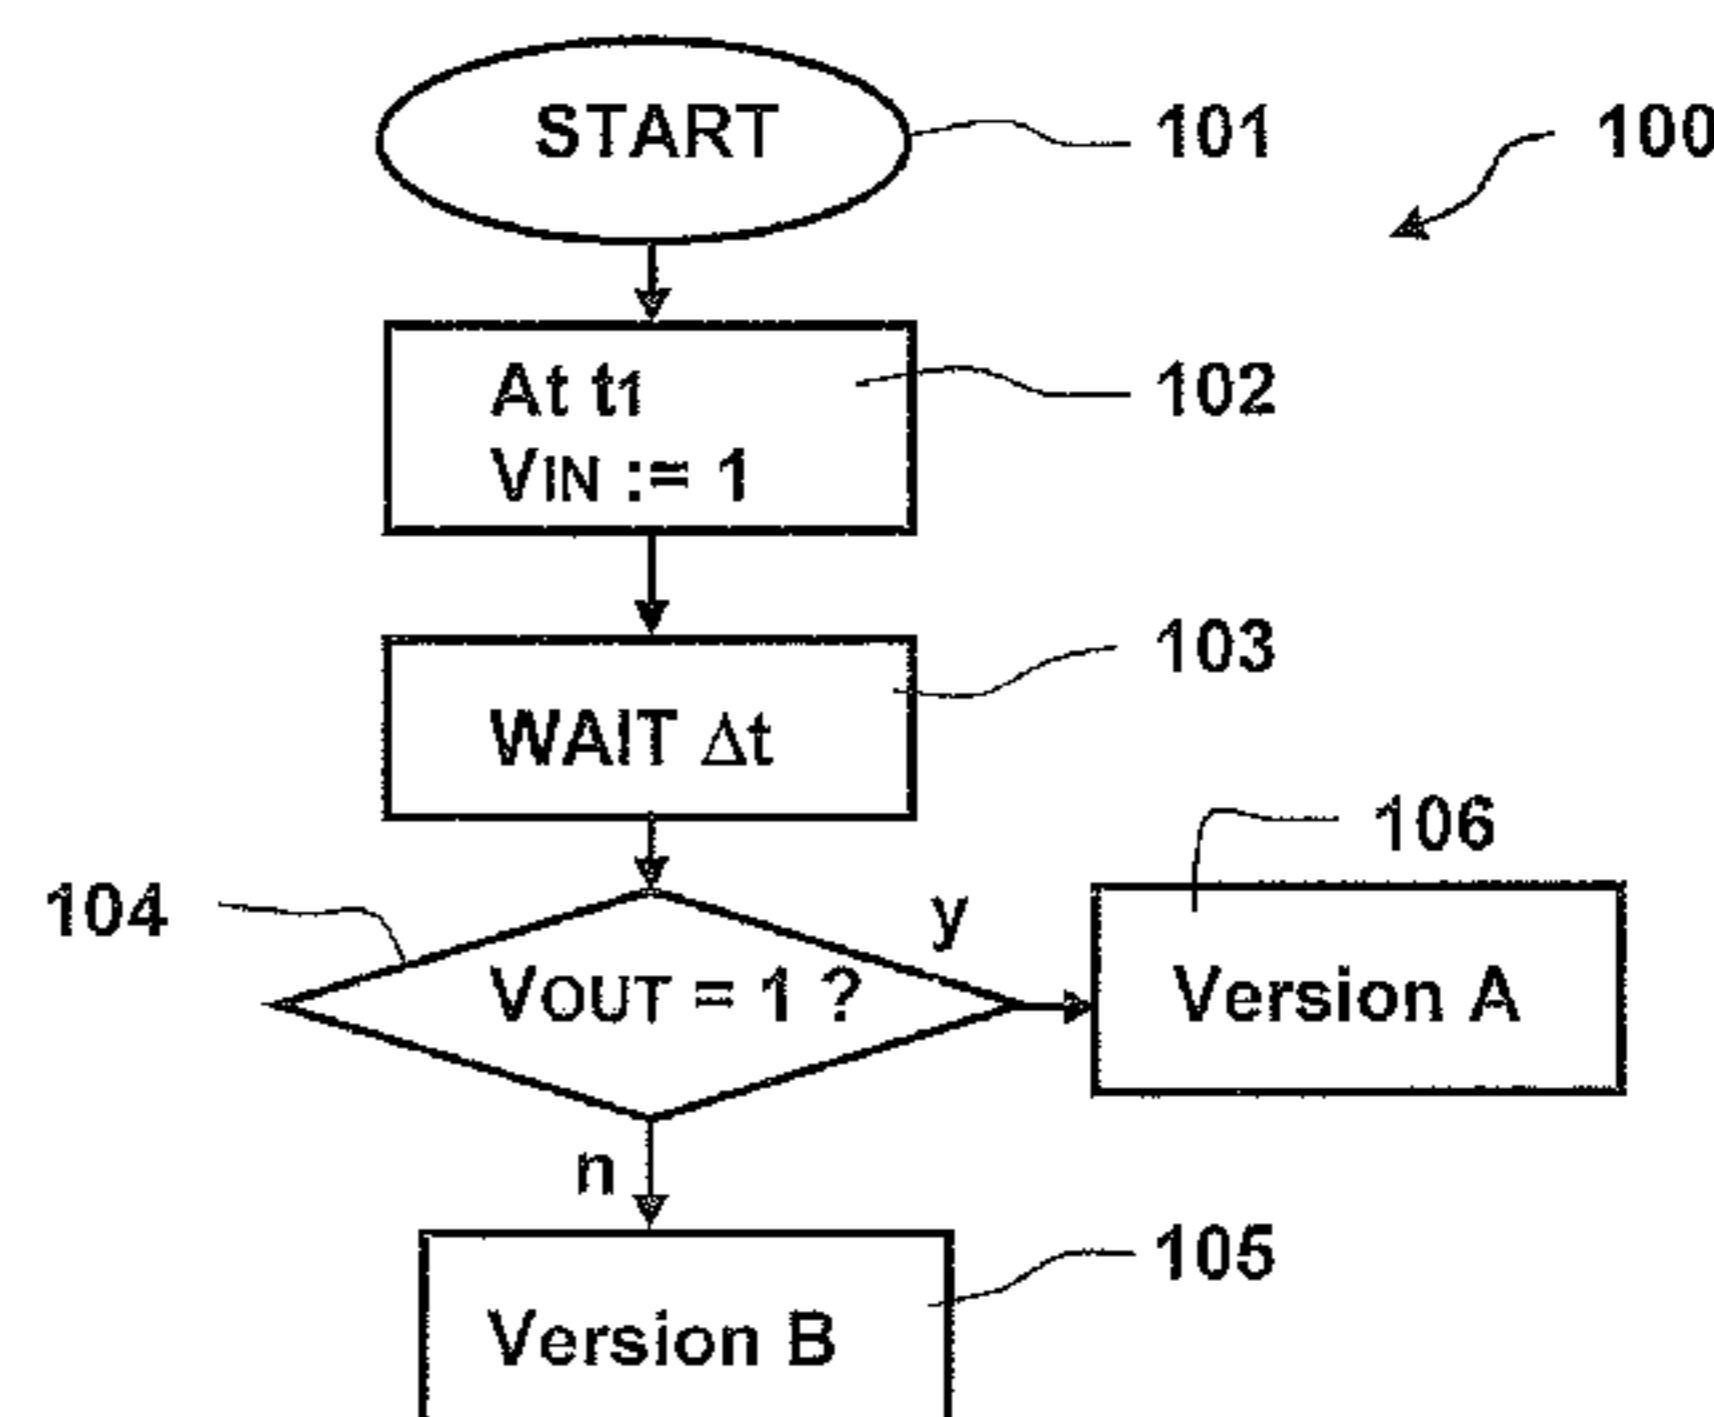 START
101
100
At t1
102
VIN := 1
103
WAIT Δt
106
104
y
VOUT = 1 ?
Version A
n
105
Version B